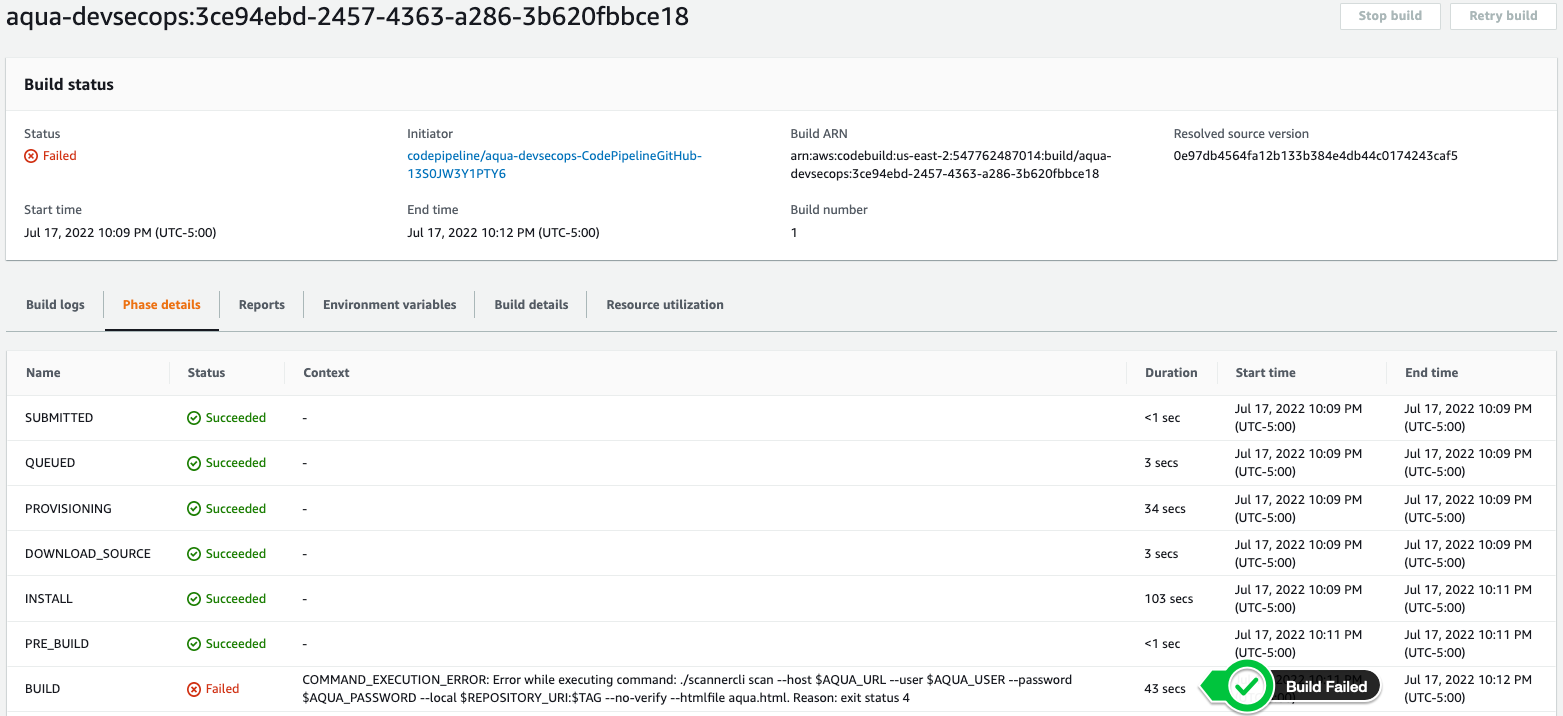 aqua-devsecops:3ce94ebd-2457-4363-a286-3b620fbbce18
Stop build
Retry build
Build status
Status
Failed
Initiator
codepipeline/aqua-devsecops-CodePipelineGitHub-
13S0JW3Y1PTY6
Build ARN
arn:aws:codebuild:us-east-2:547762487014:build/aqua-
devsecops:3ce94ebd-2457-4363-a286-3b620fbbce18
Resolved source version
0e97db4564fa12b133b384e4db44c0174243caf5
Start time
Jul 17, 2022 10:09 PM (UTC-5:00)
End time
Jul 17, 2022 10:12 PM (UTC-5:00)
Build number
1
Build logs
Phase details
Reports
Environment variables
Build details
Resource utilization
Name Status Context Duration Start time End time
SUBMITTED Succeeded - <1 sec Jul 17, 2022 10:09 PM Jul 17, 2022 10:09 PM
(UTC-5:00) (UTC-5:00)
QUEUED Succeeded - 3 secs Jul 17, 2022 10:09 PM Jul 17, 2022 10:09 PM
(UTC-5:00) (UTC-5:00)
PROVISIONING Succeeded - 34 secs Jul 17, 2022 10:09 PM Jul 17, 2022 10:09 PM
(UTC-5:00) (UTC-5:00)
DOWNLOAD_SOURCE Succeeded - 3 secs Jul 17, 2022 10:09 PM Jul 17, 2022 10:09 PM
(UTC-5:00) (UTC-5:00)
INSTALL Succeeded - 103 secs Jul 17, 2022 10:09 PM Jul 17, 2022 10:11 PM
(UTC-5:00) (UTC-5:00)
PRE_BUILD Succeeded - <1 sec Jul 17, 2022 10:11 PM Jul 17, 2022 10:11 PM
(UTC-5:00) (UTC-5:00)
BUILD Failed
COMMAND_EXECUTION_ERROR: Error while executing command: ./scannercli scan --host $AQUA_URL --user $AQUA_USER --password
$AQUA_PASSWORD --local $REPOSITORY_URI:$TAG --no-verify --htmlfile aqua.html. Reason: exit status 4
43 secs
Build Failed
Jul 17, 2022 10:12 PM
(UTC-5:00)